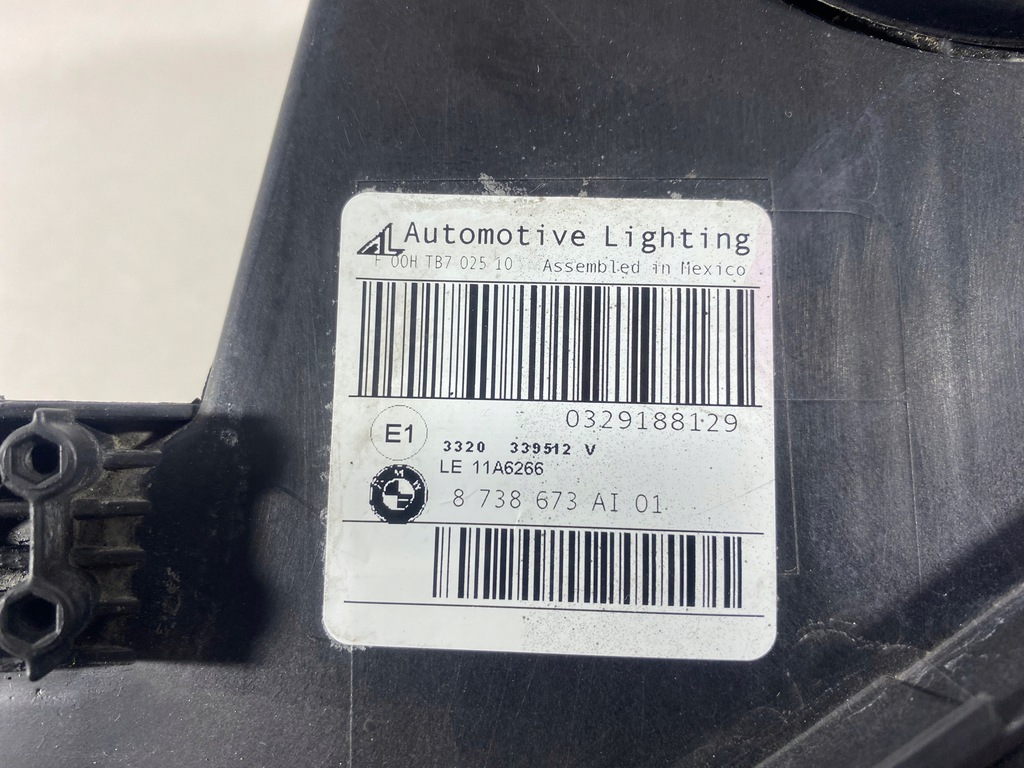 AL Automotive Lighting
F 00H TB7 025 10 Assembled in Mexico
0329188129
E1
3320 339512 V
LE 11A6266
BMW
8 738 673 AI 01